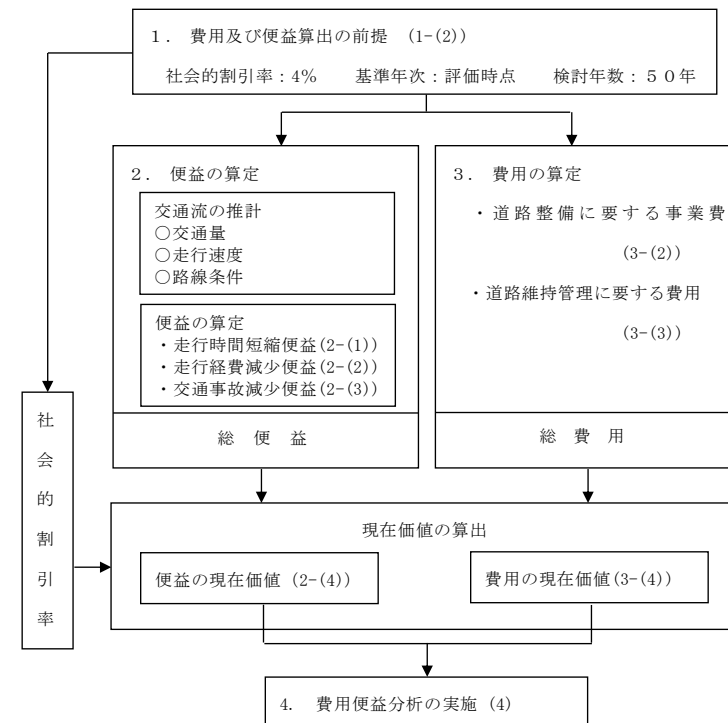 １. 費用及び便益算出の前提 (1-(2))
社会的割引率：4% 基準年次：評価時点 検討年数：５０年
２. 便益の算定
交通流の推計
○交通量
○走行速度
○路線条件
便益の算定
・走行時間短縮便益(2-(1))
・走行経費減少便益(2-(2))
・交通事故減少便益(2-(3))
総 便 益
３. 費用の算定
・道路整備に要する事業費
(3-(2))
・道路維持管理に要する費用
(3-(3))
総 費 用
社
会
的
割
引
率
現在価値の算出
便益の現在価値 (2-(4))
費用の現在価値(3-(4))
4. 費用便益分析の実施 (4)